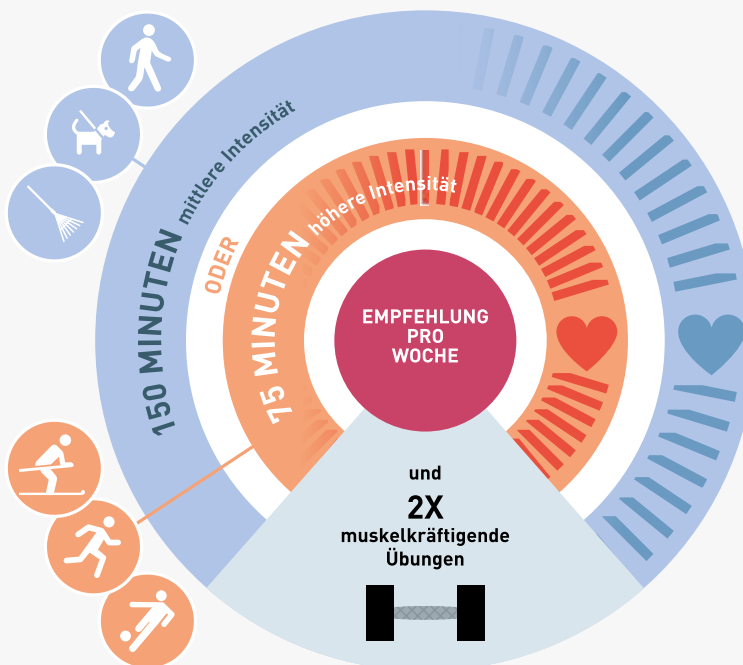 150 MINUTEN mittlere Intensität
ODER
75 MINUTEN höhere Intensität
EMPFEHLUNG
PRO
WOCHE
und
2X
muskelkräftigende
Übungen